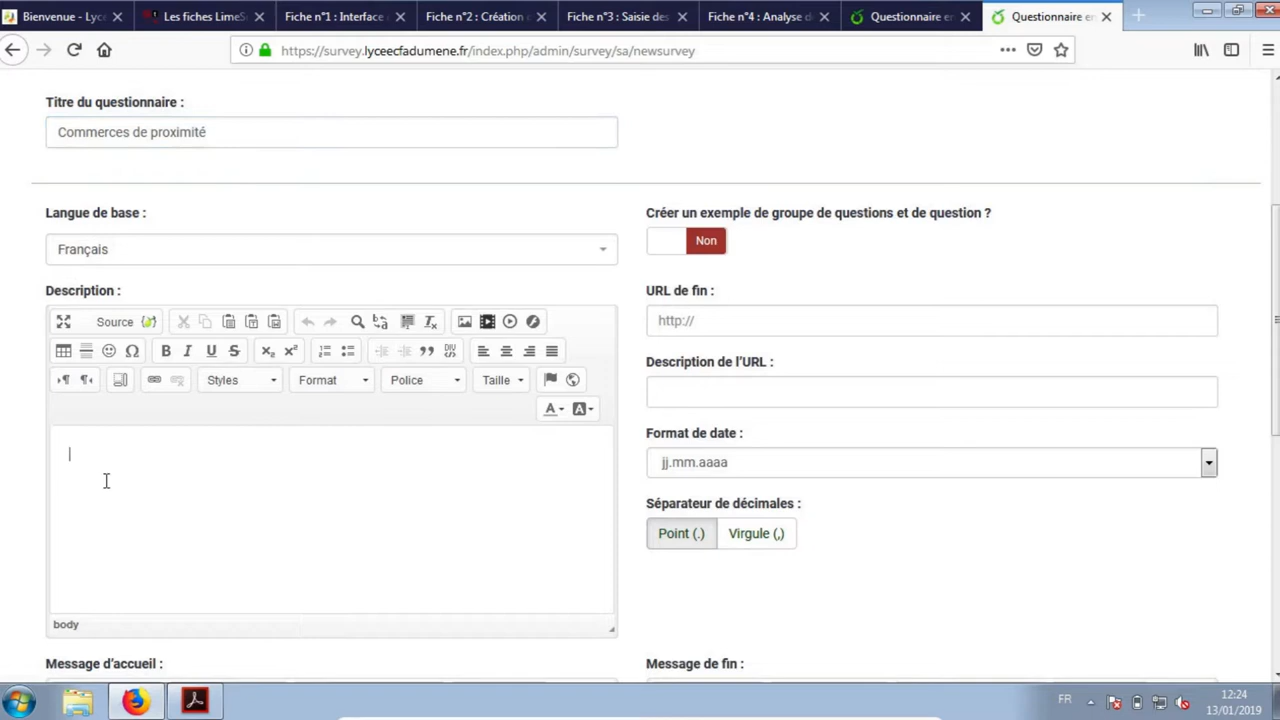 Bienvenue - Lyce
Les fiches LimeS
Fiche n°1 : Interface
Fiche n°2 : Création
Fiche n°3 : Saisie des
Fiche n°4 : Analyse d
Questionnaire en
Questionnaire en
https://survey.lyceecfadumene.fr/index.php/admin/survey/sa/newsurvey
Titre du questionnaire :
Commerces de proximité
Langue de base :
Créer un exemple de groupe de questions et de question ?
Français
Non
Description :
URL de fin :
Source
http://
Description de l'URL :
Styles
Format
Police
Taille
Format de date :
jj.mm.aaaa
Séparateur de décimales :
Point (.)
Virgule (,)
body
Message d'accueil :
Message de fin :
FR
12:24
13/01/2019